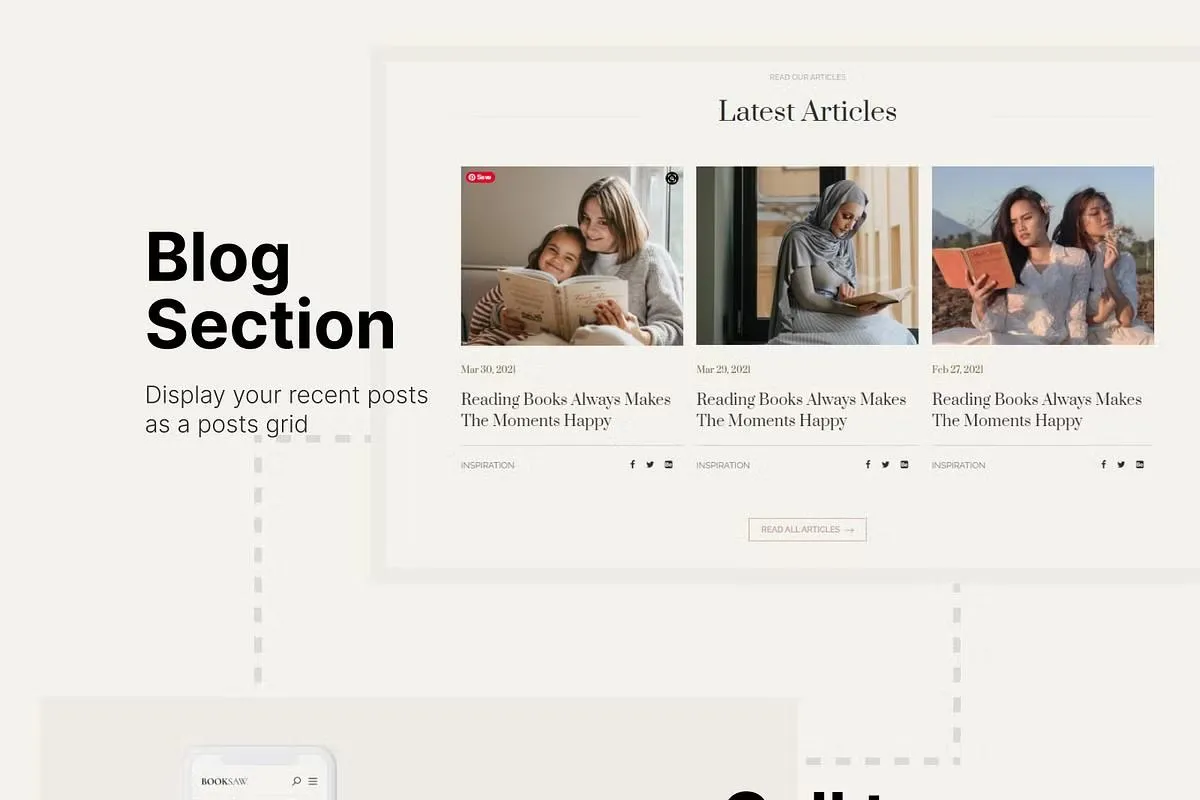 READ OUR ARTICLES
Latest Articles
Save
Blog
Section
Display your recent posts
as a posts grid
Mar 30, 2021
Reading Books Always Makes
The Moments Happy
INSPIRATION
Mar 29, 2021
Reading Books Always Makes
The Moments Happy
INSPIRATION
Feb 27, 2021
Reading Books Always Makes
The Moments Happy
INSPIRATION
READ ALL ARTICLES →
BOOKSAW